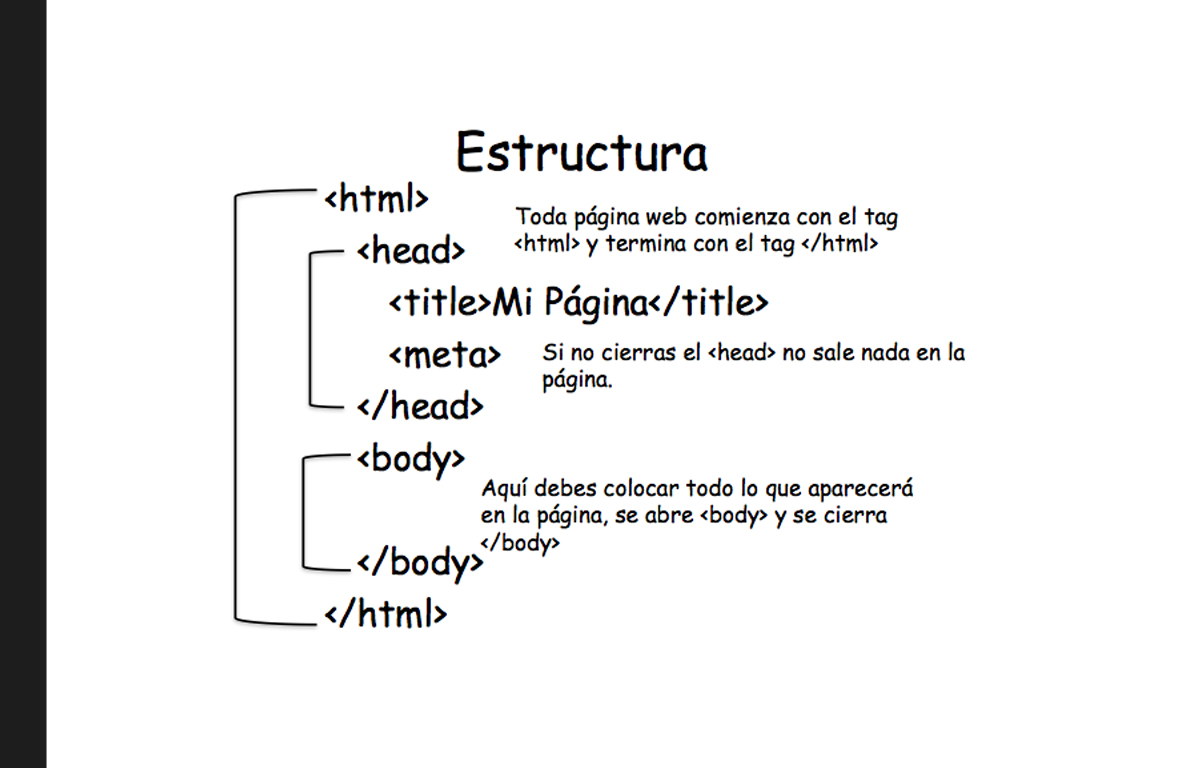 Estructura
<html>
Toda página web comienza con el tag
<html> y termina con el tag </html>
<head>
<title>Mi Página</title>
<meta>
Si no cierras el <head> no sale nada en la
página.
</head>
<body>
Aquí debes colocar todo lo que aparecerá
en la página, se abre <body> y se cierra
</body>
</body>
</html>